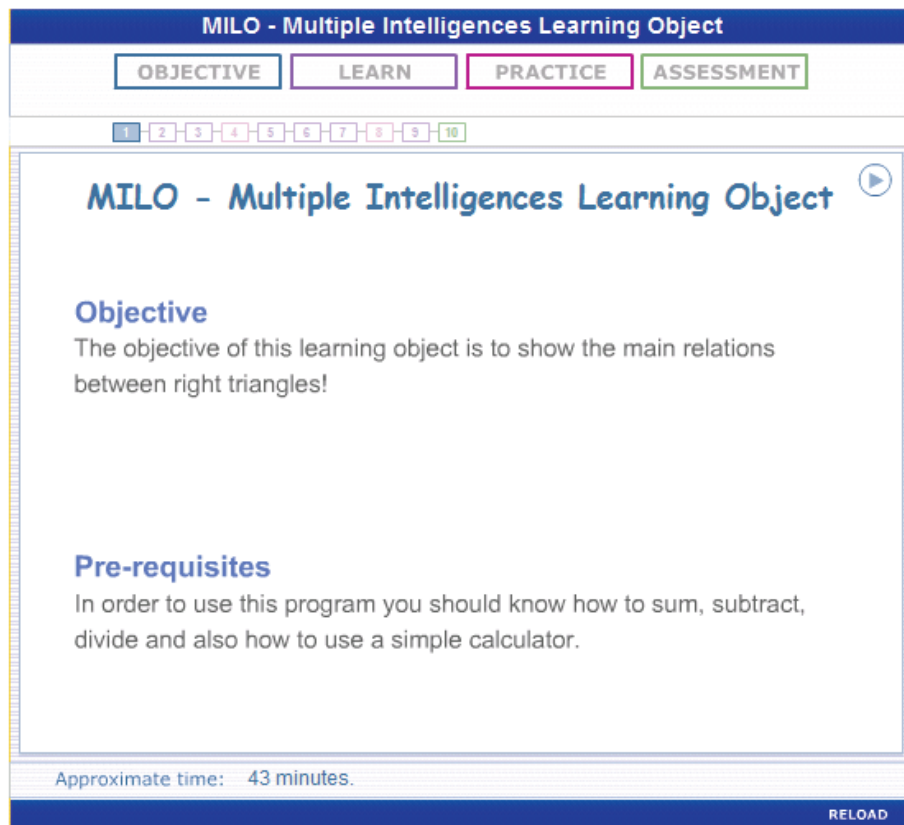 MILO - Multiple Intelligences Learning Object
OBJECTIVE LEARN PRACTICE ASSESSMENT
1 2 3 4 5 6 7 8 9 10
MILO - Multiple Intelligences Learning Object
Objective
The objective of this learning object is to show the main relations
between right triangles!
Pre-requisites
In order to use this program you should know how to sum, subtract,
divide and also how to use a simple calculator.
Approximate time: 43 minutes.
RELOAD